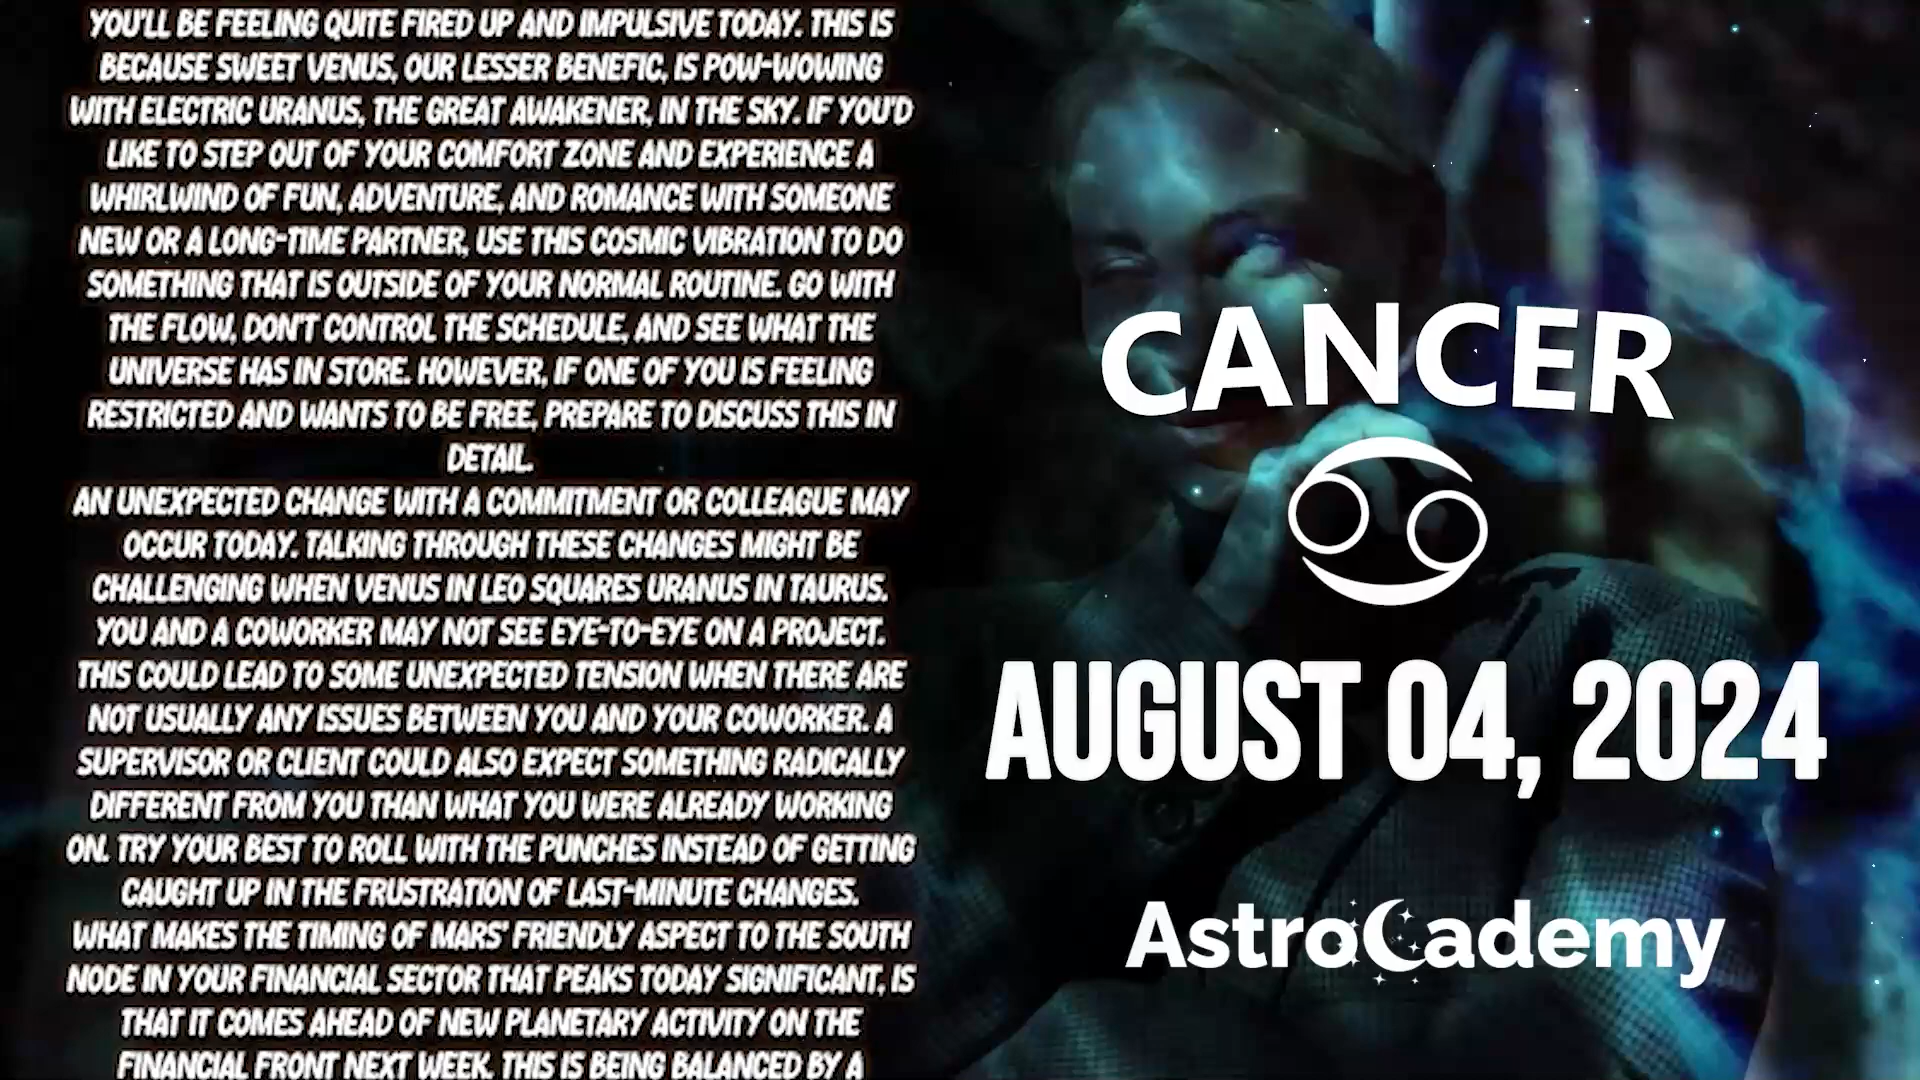 YOU'LL BE FEELING QUITE FIRED UP AND IMPULSIVE TODAY. THIS IS
BECAUSE SWEET VENUS, OUR LESSER BENEFIC, IS POW-WOWING
WITH ELECTRIC URANUS, THE GREAT AWAKENER, IN THE SKY. IF YOU'D
LIKE TO STEP OUT OF YOUR COMFORT ZONE AND EXPERIENCE A
WHIRLWIND OF FUN, ADVENTURE, AND ROMANCE WITH SOMEONE
NEW OR A LONG-TIME PARTNER, USE THIS COSMIC VIBRATION TO DO
SOMETHING THAT IS OUTSIDE OF YOUR NORMAL ROUTINE. GO WITH
THE FLOW, DON'T CONTROL THE SCHEDULE, AND SEE WHAT THE
UNIVERSE HAS IN STORE. HOWEVER, IF ONE OF YOU IS FEELING
RESTRICTED AND WANTS TO BE FREE, PREPARE TO DISCUSS THIS IN
DETAIL.
AN UNEXPECTED CHANGE WITH A COMMITMENT OR COLLEAGUE MAY
OCCUR TODAY. TALKING THROUGH THESE CHANGES MIGHT BE
CHALLENGING WHEN VENUS IN LEO SQUARES URANUS IN TAURUS.
YOU AND A COWORKER MAY NOT SEE EYE-TO-EYE ON A PROJECT.
THIS COULD LEAD TO SOME UNEXPECTED TENSION WHEN THERE ARE
NOT USUALLY ANY ISSUES BETWEEN YOU AND YOUR COWORKER. A
SUPERVISOR OR CLIENT COULD ALSO EXPECT SOMETHING RADICALLY
DIFFERENT FROM YOU THAN WHAT YOU WERE ALREADY WORKING
ON. TRY YOUR BEST TO ROLL WITH THE PUNCHES INSTEAD OF GETTING
CAUGHT UP IN THE FRUSTRATION OF LAST-MINUTE CHANGES.
WHAT MAKES THE TIMING OF MARS' FRIENDLY ASPECT TO THE SOUTH
NODE IN YOUR FINANCIAL SECTOR THAT PEAKS TODAY SIGNIFICANT, IS
THAT IT COMES AHEAD OF NEW PLANETARY ACTIVITY ON THE
FINANCIAL FRONT NEXT WEEK. THIS IS BEING BALANCED BY A
CANCER
AUGUST 04, 2024
AstroCademy